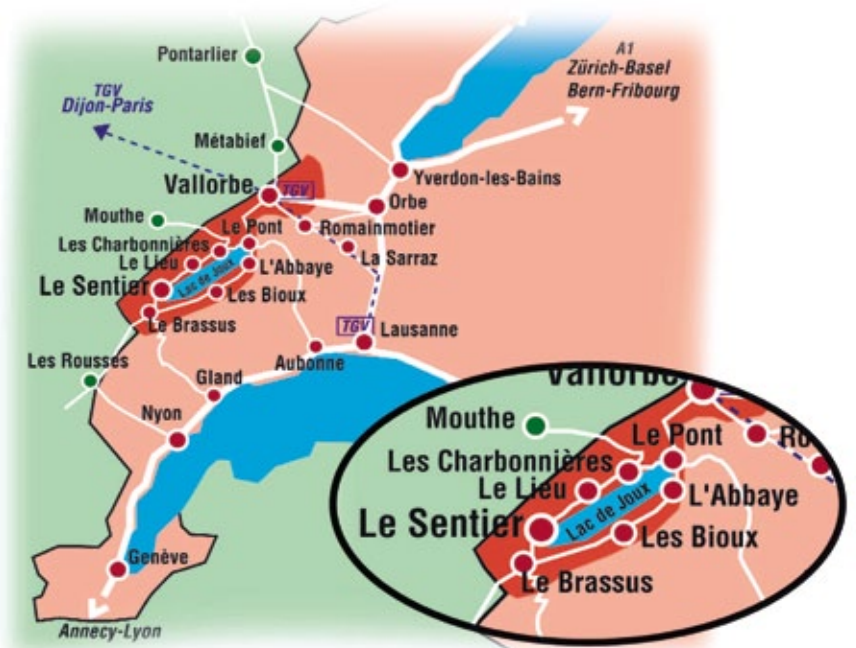 Pontarlier
A1
Zürich-Basel
Bern-Fribourg
TGV
Dijon-Paris
Métabief
Vallorbe
TGV
Yverdon-les-Bains
Orbe
Mouthe
Le Pont
Romainmotier
Les Charbonnières
La Sarraz
Le Lieu
Lac de Joux
L'Abbaye
Le Sentier
Les Bioux
Le Brassus
TGV
Lausanne
Les Rousses
Aubonne
Gland
Nyon
Genève
Annecy-Lyon
Vallorbe
Mouthe
Le Pont
Ro
Les Charbonnières
Le Lieu
Lac de Joux
L'Abbaye
Le Sentier
Les Bioux
Le Brassus